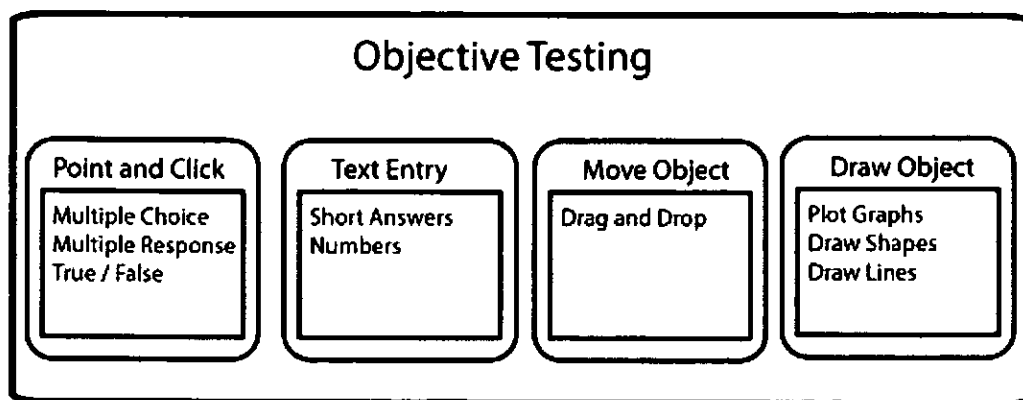 Objective Testing
Point and Click
Multiple Choice
Multiple Response
True / False
Text Entry
Short Answers
Numbers
Move Object
Drag and Drop
Draw Object
Plot Graphs
Draw Shapes
Draw Lines